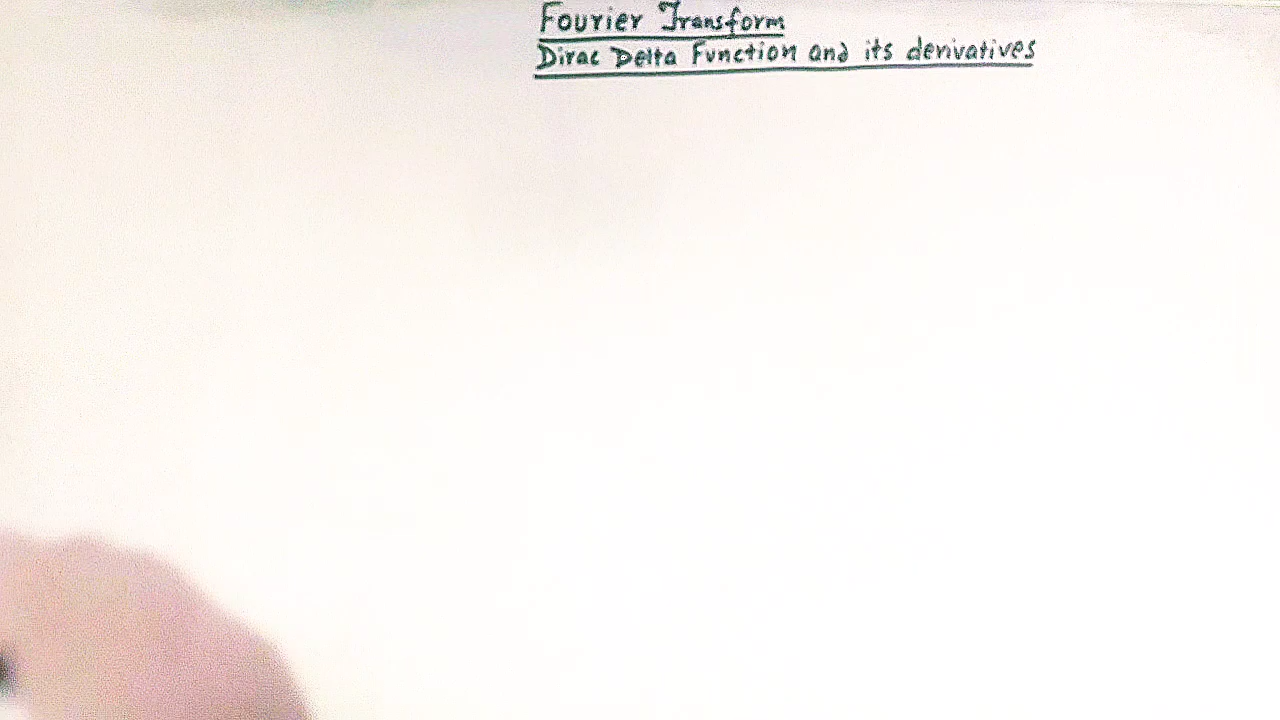 Fourier Transform
Dirac Delta Function and its derivatives